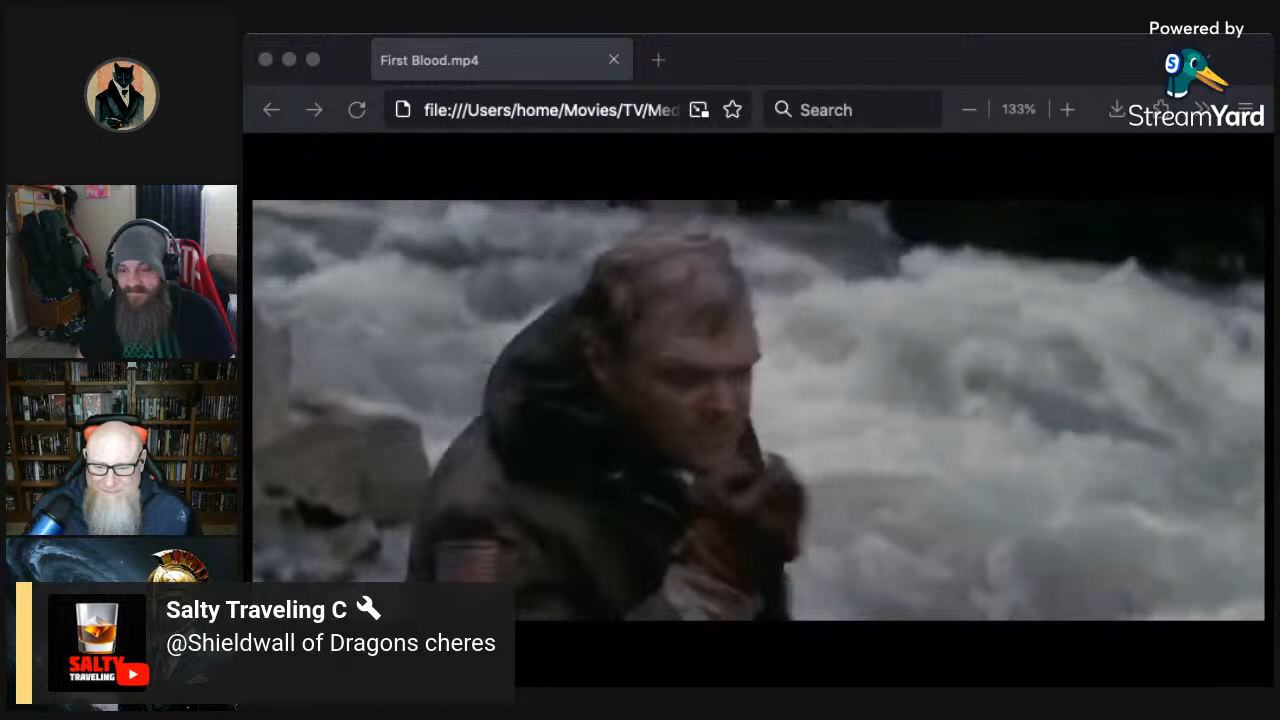 Powered by
StreamYard
First Blood.mp4
file:///Users/home/Movies/TV/Med
Search
133%
Salty Traveling C
@Shieldwall of Dragons cheres
SALTY
TRAVELING